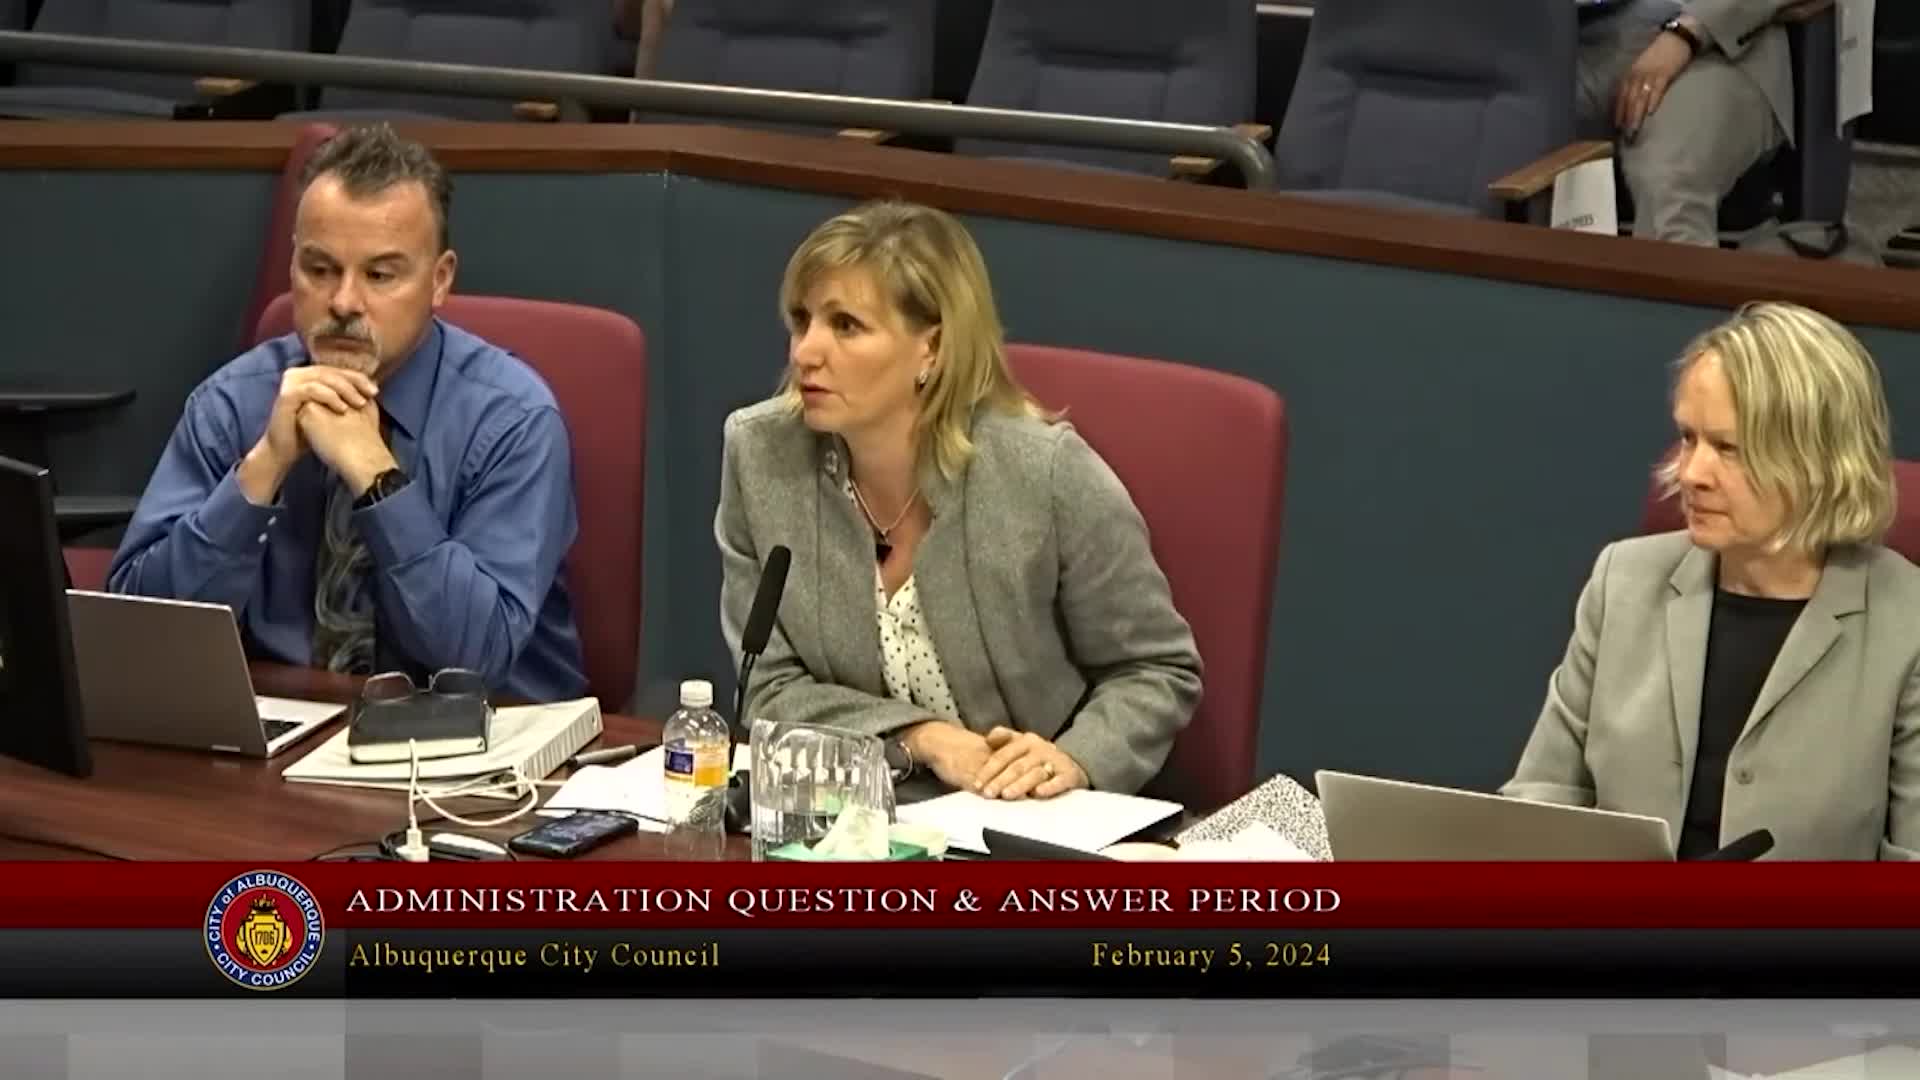 ADMINISTRATION QUESTION & ANSWER PERIOD
Albuquerque City Council
February 5, 2024
CITY of ALBUQUERQUE
1706
CITY COUNCIL